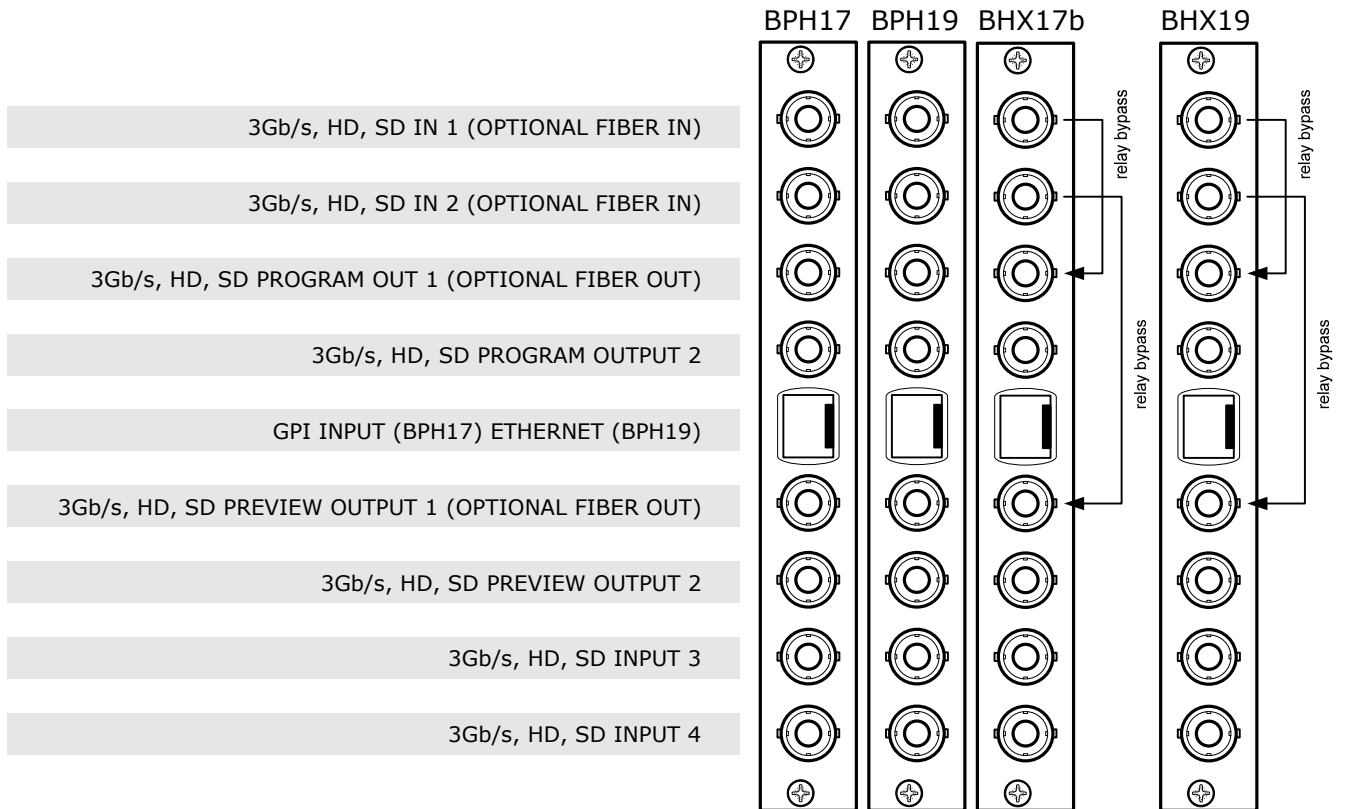 BPH17 BPH19 BHX17b BHX19
3Gb/s, HD, SD IN 1 (OPTIONAL FIBER IN)
relay bypass
relay bypass
3Gb/s, HD, SD IN 2 (OPTIONAL FIBER IN)
3Gb/s, HD, SD PROGRAM OUT 1 (OPTIONAL FIBER OUT)
3Gb/s, HD, SD PROGRAM OUTPUT 2
relay bypass
relay bypass
GPI INPUT (BPH17) ETHERNET (BPH19)
3Gb/s, HD, SD PREVIEW OUTPUT 1 (OPTIONAL FIBER OUT)
3Gb/s, HD, SD PREVIEW OUTPUT 2
3Gb/s, HD, SD INPUT 3
3Gb/s, HD, SD INPUT 4